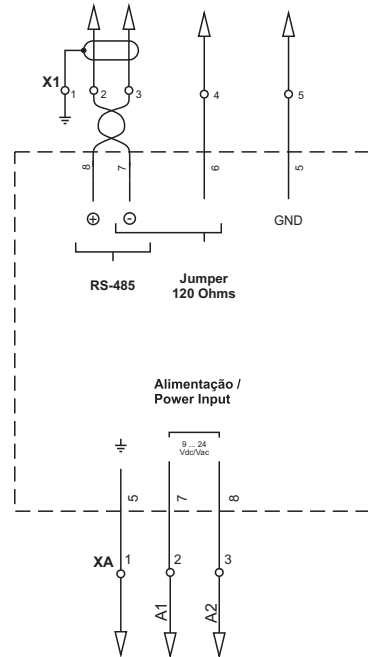 X1
1
2
3
4
5
8
7
6
5
+
-
GND
RS-485
Jumper
120 Ohms
Alimentação /
Power Input
9 ... 24
Vdc/Vac
5
7
8
XA
1
2
3
A1
A2